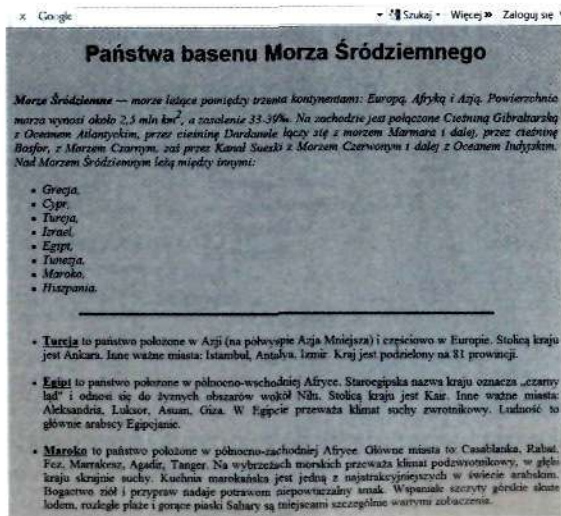 x Google Szukaj Więcej » Zaloguj się
Państwa basenu Morza Śródziemnego
Morze Śródziemne — morze leżące pomiędzy trzema kontynentami: Europą, Afryką i Azją. Powierzchnia
morza wynosi około 2,5 mln km², a zasolenie 33-39‰. Na zachodzie jest połączone Cieśniną Gibraltarską
z Oceanem Atlantyckim, przez cieśninę Dardanele łączy się z morzem Marmara i dalej, przez cieśninę
Bosfor, z Morzem Czarnym, zaś przez Kanał Sueski z Morzem Czerwonym i dalej z Oceanem Indyjskim.
Nad Morzem Śródziemnym leżą między innymi:
• Grecja,
• Cypr,
• Turcja,
• Izrael,
• Egipt,
• Tunezja,
• Maroko,
• Hiszpania.
• Turcja to państwo położone w Azji (na półwyspie Azja Mniejsza) i częściowo w Europie. Stolicą kraju
jest Ankara. Inne ważne miasta: Istambuł, Antalya, Izmir. Kraj jest podzielony na 81 prowincji.
• Egipt to państwo położone w północno-wschodniej Afryce. Staroegipska nazwa kraju oznacza „czarny
ląd” i odnosi się do żyznych obszarów wokół Nilu. Stolicą kraju jest Kair. Inne ważne miasta:
Aleksandria, Luksor, Asuan, Giza. W Egipcie przeważa klimat suchy zwrotnikowy. Ludność to
głównie arabscy Egipcjanie.
• Maroko to państwo położone w północno-zachodniej Afryce. Główne miasta to: Casablanka, Rabat,
Fez, Marrakesz, Agadir, Tanger. Na wybrzeżach morskich przeważa klimat podzwrotnikowy, w głębi
kraju skrajnie suchy. Kuchnia marokańska jest jedną z najatrakcyjniejszych w świecie arabskim.
Bogactwo ziół i przypraw nadaje potrawom niepowtarzalny smak. Wspaniałe szczyty górskie skute
lodem, rozległe plaże i gorące piaski Sahary są miejscami szczególnie wartymi zobaczenia.